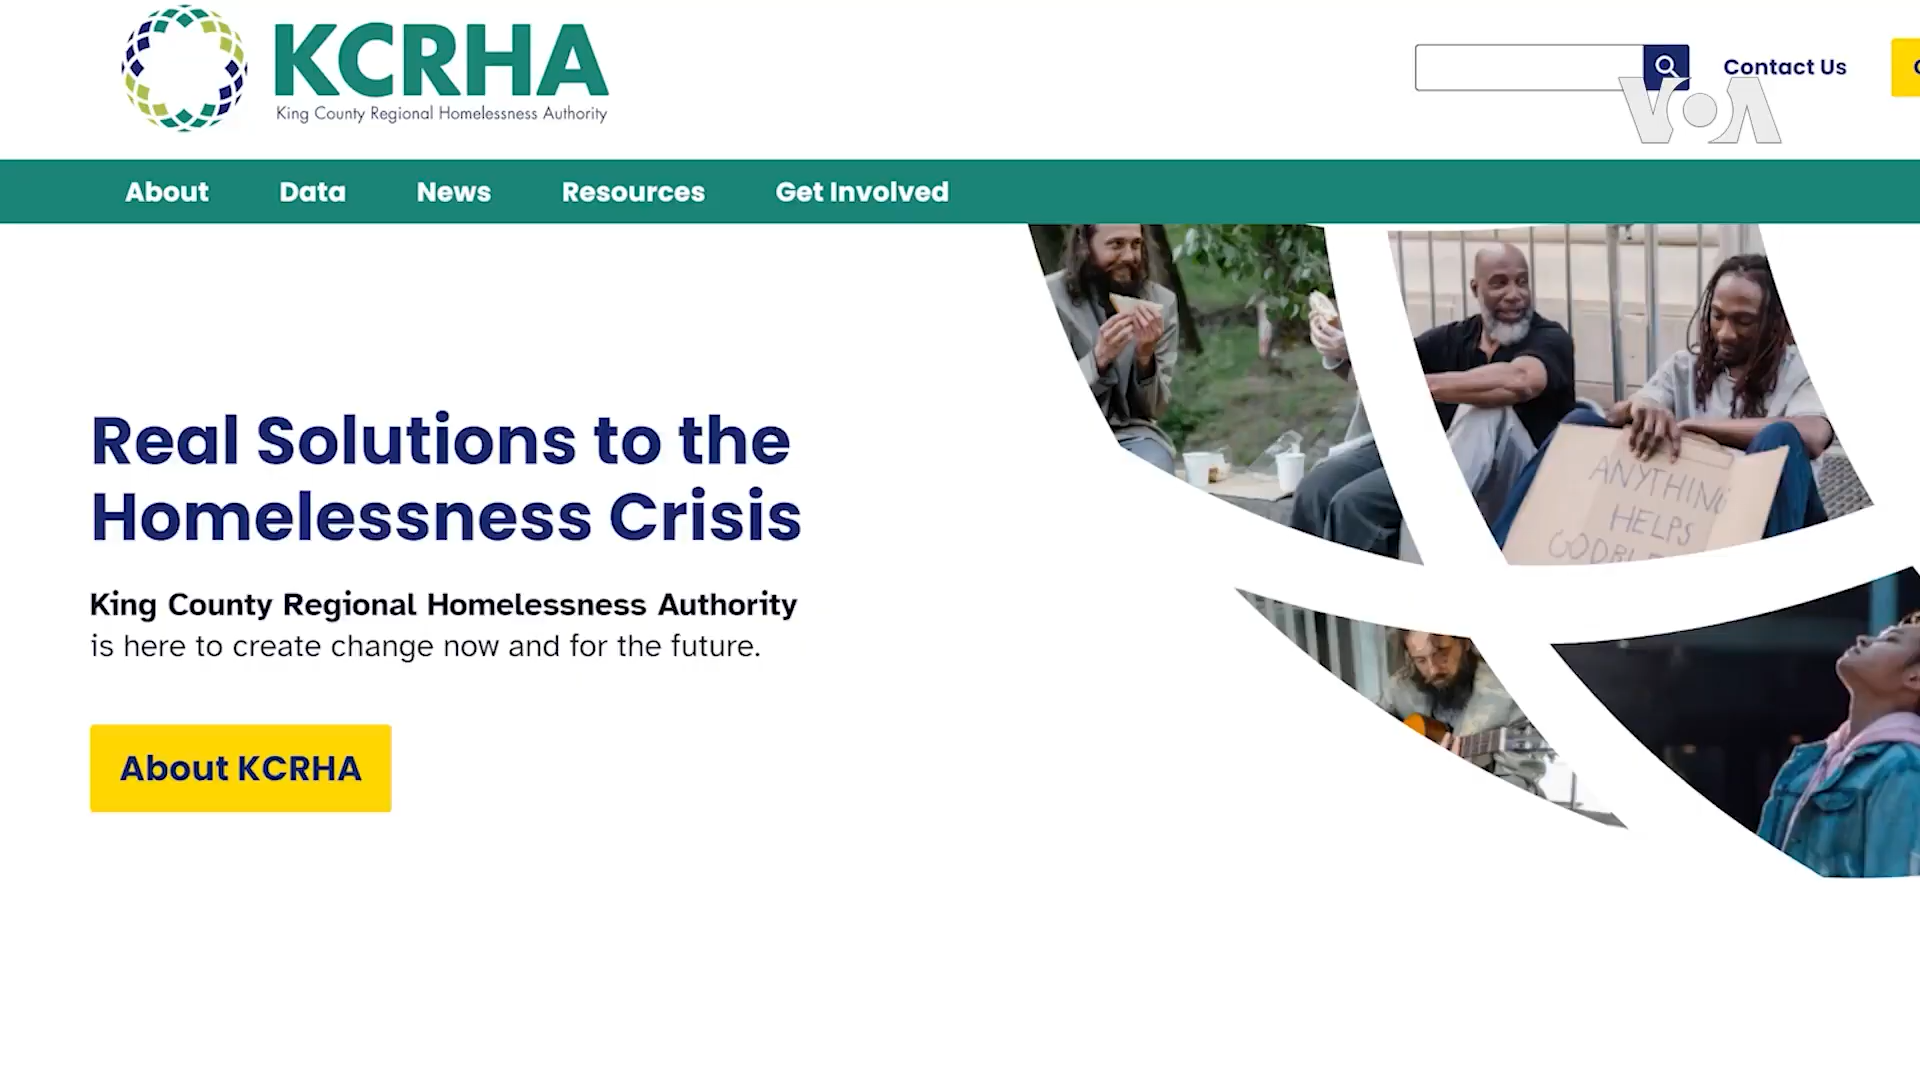 KCRHA
King County Regional Homelessness Authority
Contact Us
VOA
About
Data
News
Resources
Get Involved
Real Solutions to the
Homelessness Crisis
King County Regional Homelessness Authority
is here to create change now and for the future.
About KCRHA
ANYTHING
HELPS